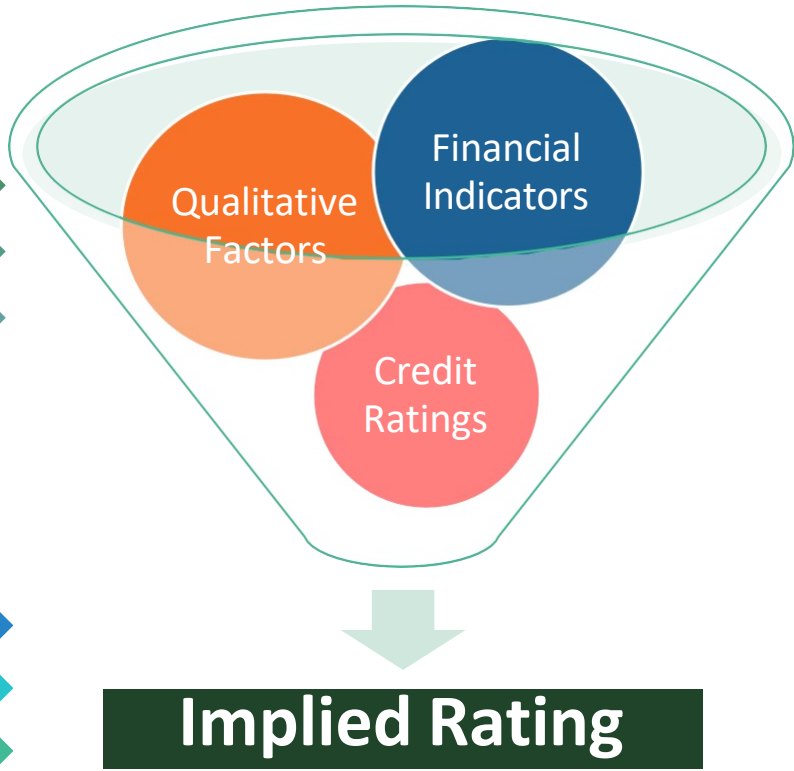 Financial
Indicators
Qualitative
Factors
Credit
Ratings
Implied Rating